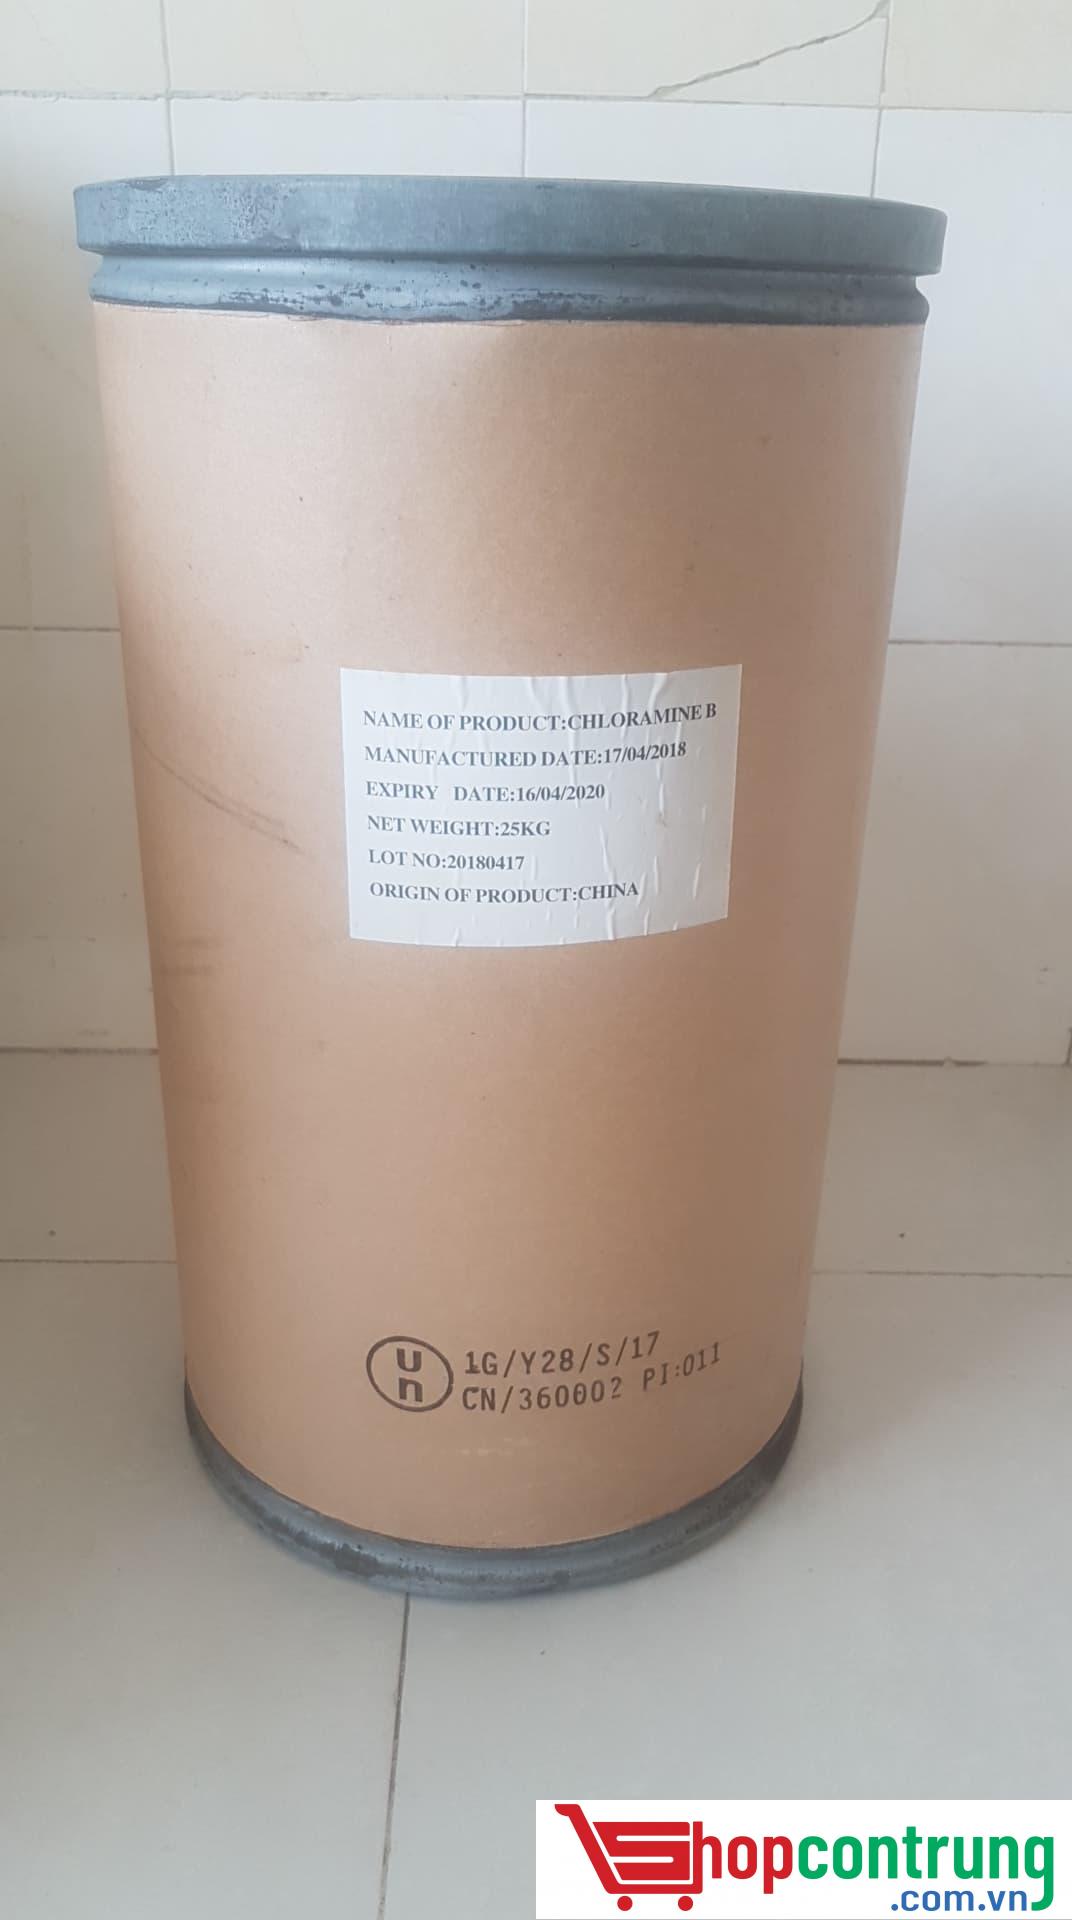 NAME OF PRODUCT:CHLORAMINE B
MANUFACTURED DATE:17/04/2018
EXPIRY DATE:16/04/2020
NET WEIGHT:25KG
LOT NO:20180417
ORIGIN OF PRODUCT:CHINA
un
1G/Y28/S/17
CN/360002 PI:011
Shopcontrung
.com.vn